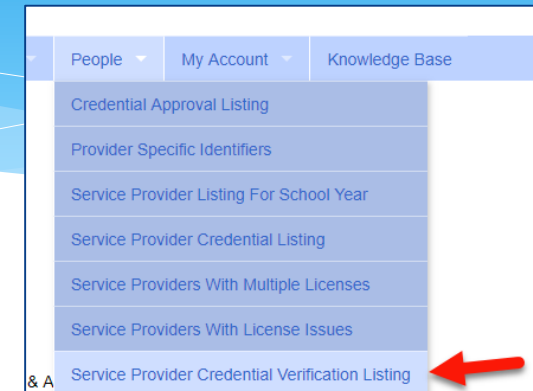 People My Account Knowledge Base
Credential Approval Listing
Provider Specific Identifiers
Service Provider Listing For School Year
Service Provider Credential Listing
Service Providers With Multiple Licenses
Service Providers With License Issues
& A Service Provider Credential Verification Listing